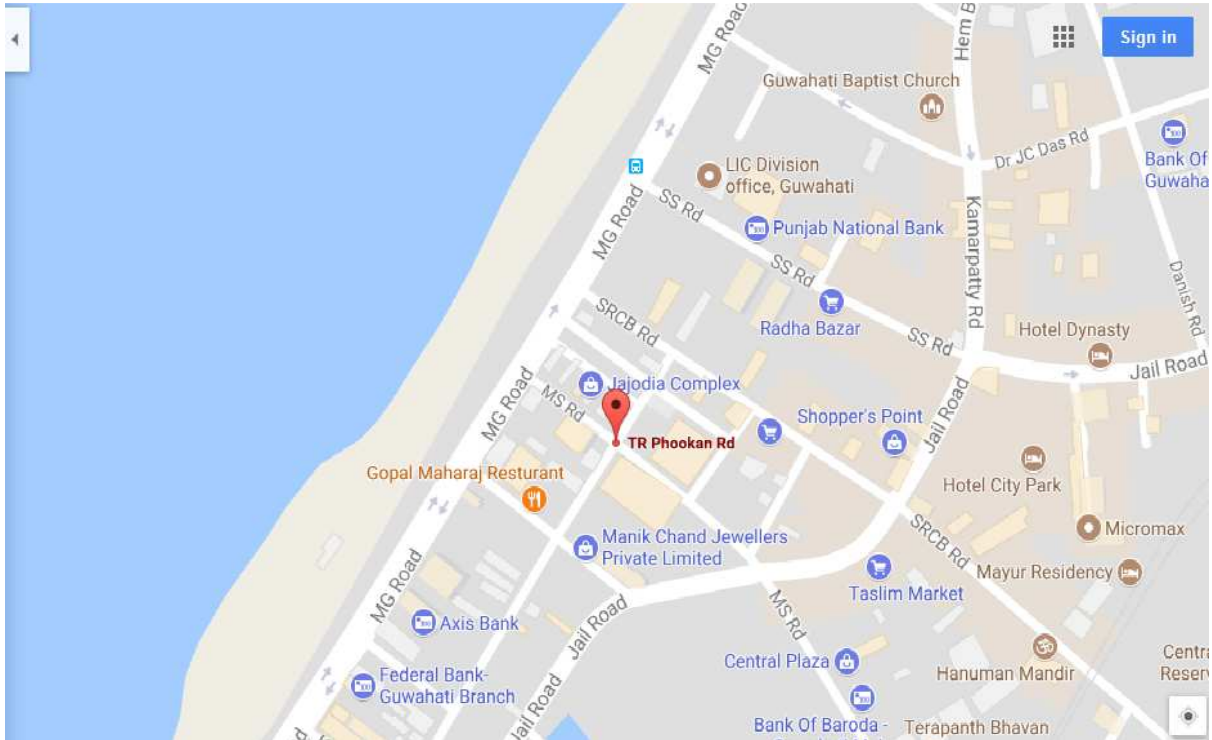 MG Road
Hem B
Sign in
Guwahati Baptist Church
Dr JC Das Rd
Bank Of
Guwaha
LIC Division
office, Guwahati
SS Rd
Punjab National Bank
MG Road
Kamarpatty Rd
SS Rd
Danish Rd
SRCB Rd
Radha Bazar
SS Rd
Hotel Dynasty
Jail Road
MG Road
MS Rd
Jajodia Complex
Shopper's Point
Jail Road
TR Phookan Rd
Gopal Maharaj Resturant
Hotel City Park
Manik Chand Jewellers
Private Limited
SRCB Rd
Micromax
MG Road
Mayur Residency
Taslim Market
Axis Bank
Jail Road
MS Rd
Central Plaza
Hanuman Mandir
Centra
Reserv
Federal Bank-
Guwahati Branch
Jail Road
Bank Of Baroda -
Terapanth Bhavan